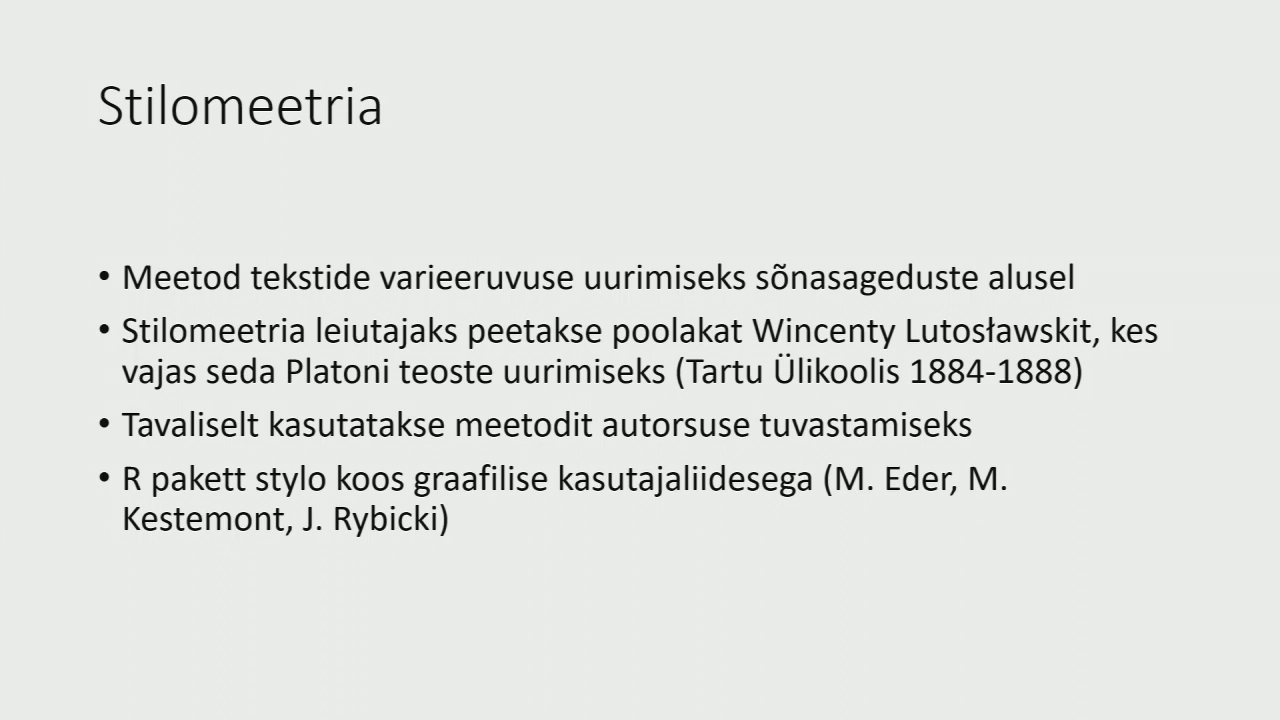 Stilomeetria
• Meetod tekstide varieeruvuse uurimiseks sõnasageduste alusel
• Stilomeetria leiutajaks peetakse poolakat Wincenty Lutosławskit, kes
vajas seda Platoni teoste uurimiseks (Tartu Ülikoolis 1884-1888)
• Tavaliselt kasutatakse meetodit autorsuse tuvastamiseks
• R pakett stylo koos graafilise kasutajaliidesega (M. Eder, M.
Kestemont, J. Rybicki)